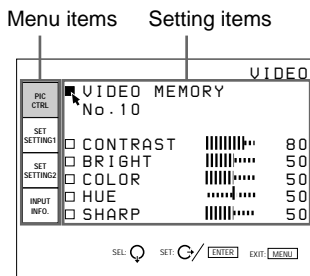 Menu items Setting items
VIDEO
PIC CTRL
VIDEO MEMORY
No.10
SET SETTING1
CONTRAST 80
BRIGHT 50
SET SETTING2
COLOR 50
HUE 50
INPUT INFO.
SHARP 50
SEL: SET: / ENTER EXIT: MENU